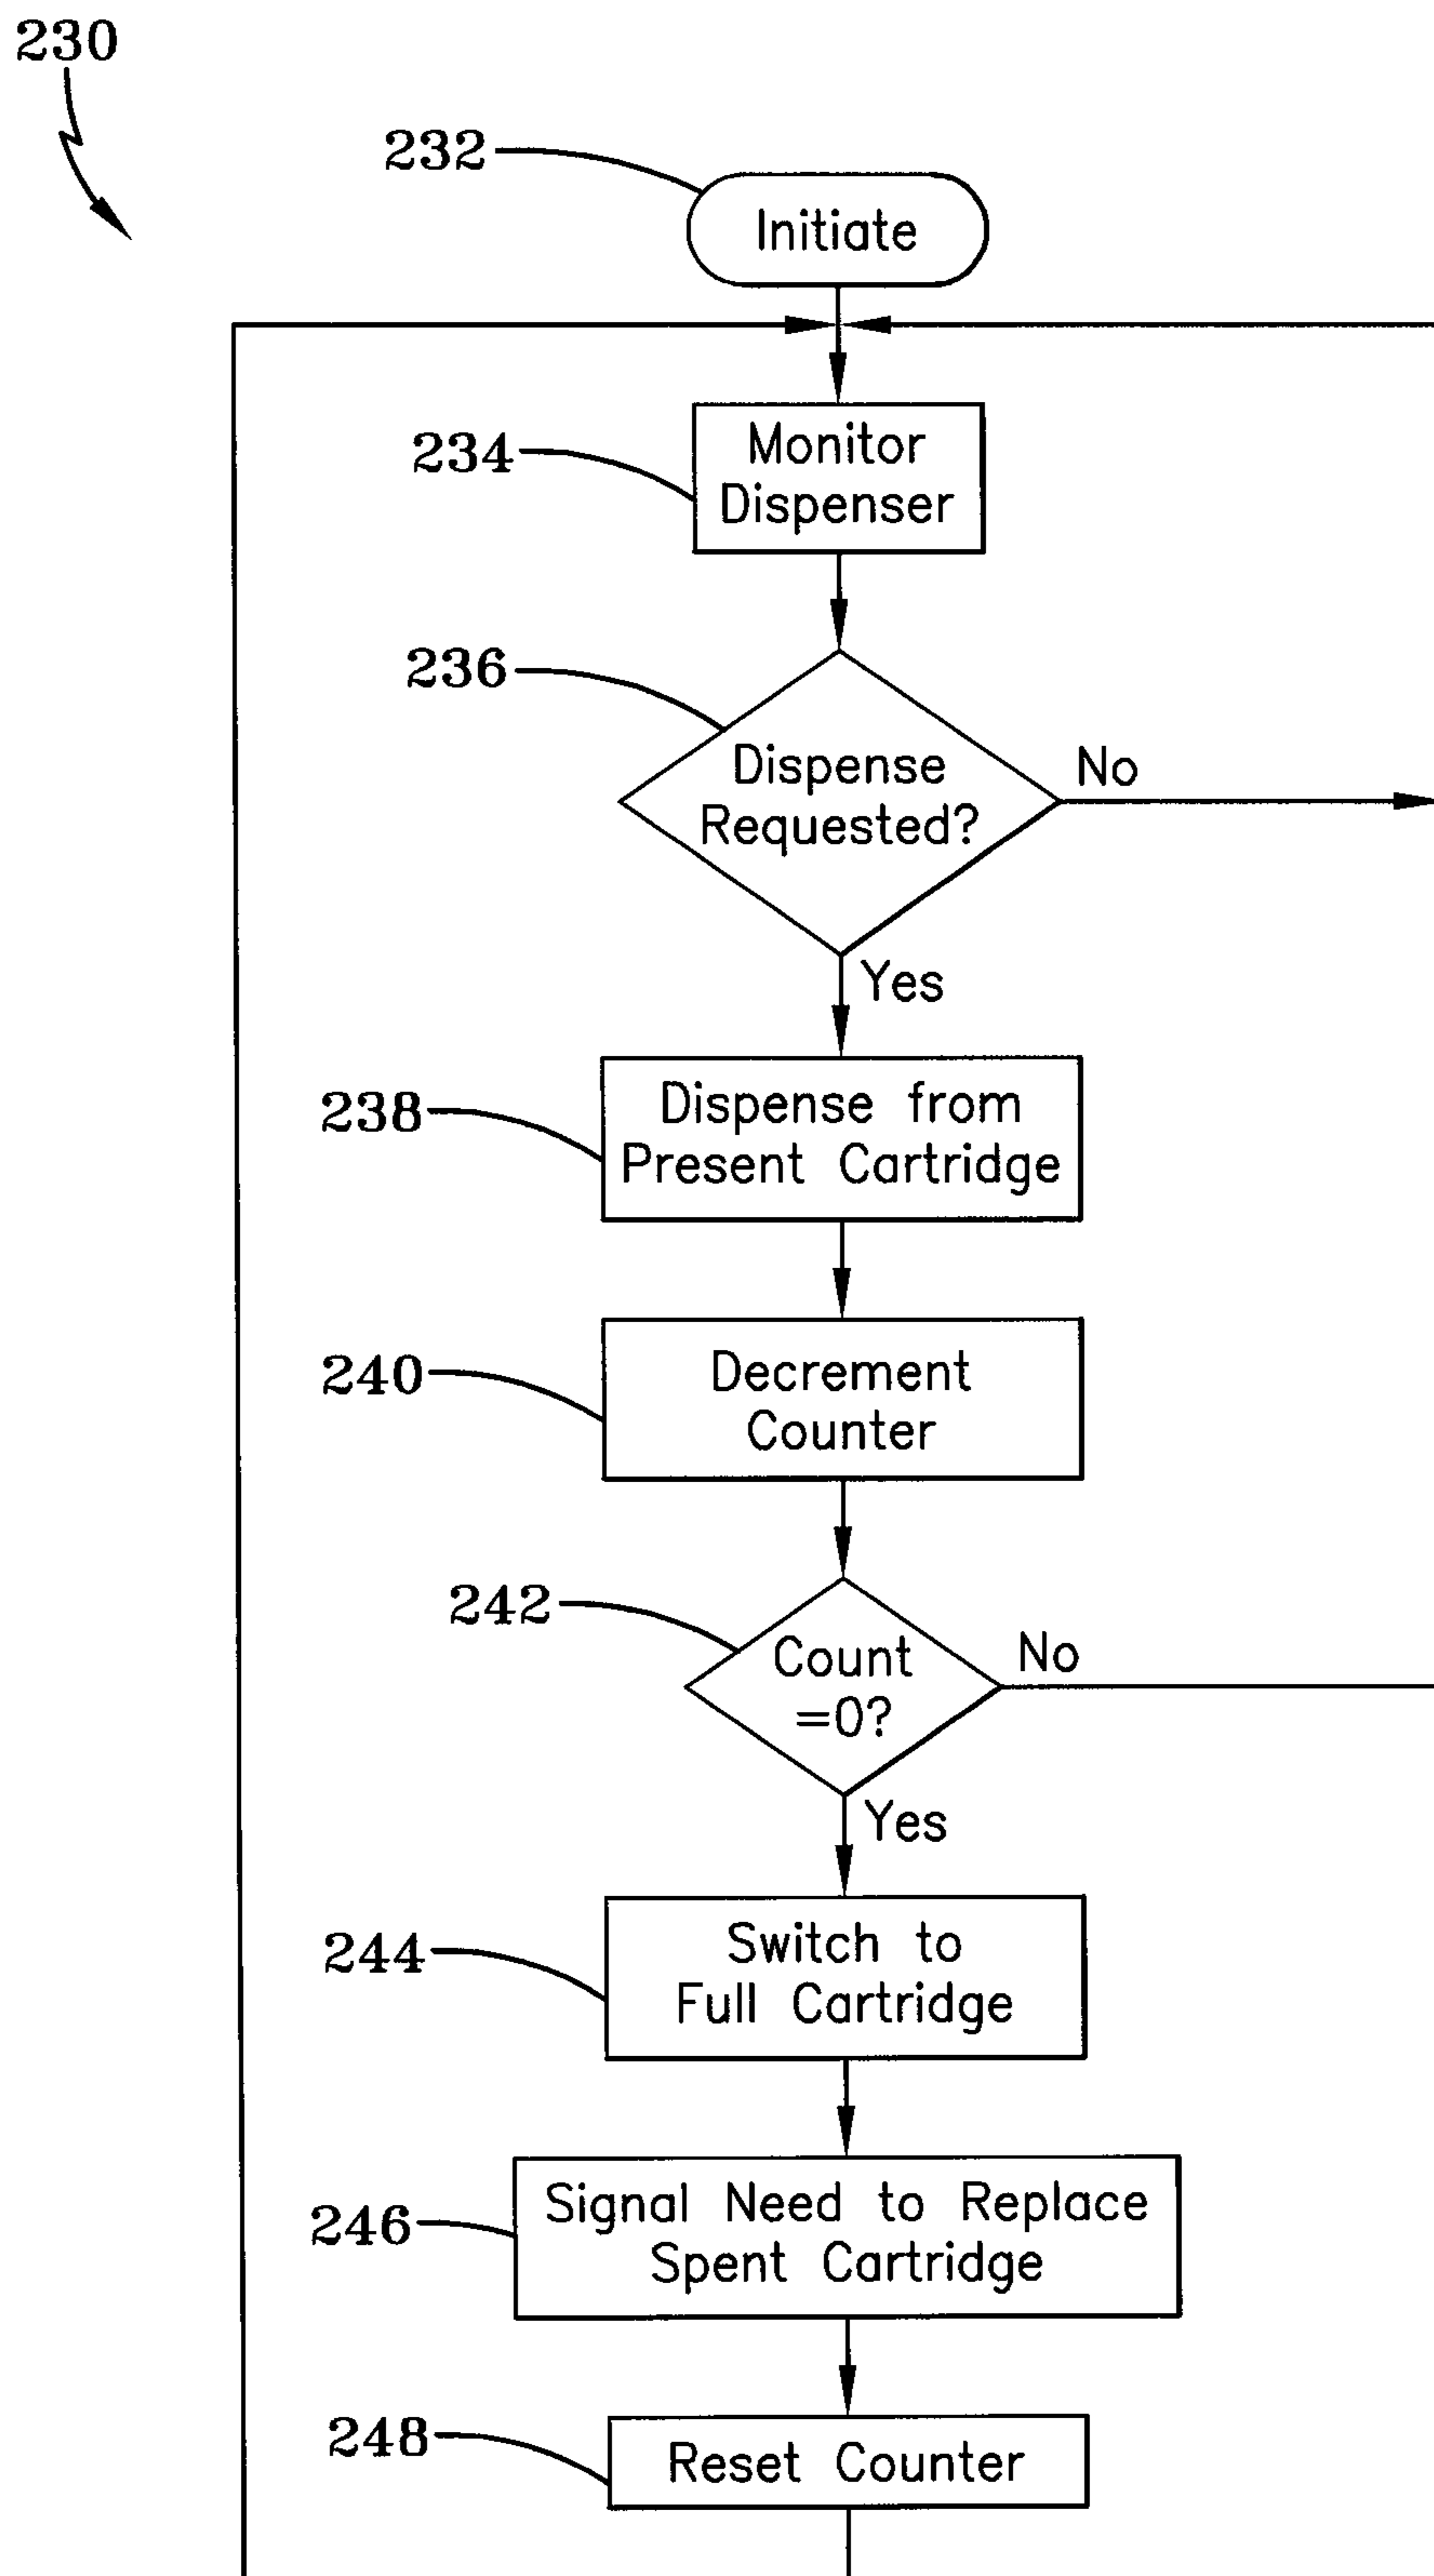 230
232
Initiate
234
Monitor
Dispenser
236
Dispense
Requested?
No
Yes
238
Dispense from
Present Cartridge
240
Decrement
Counter
242
Count
=0?
No
Yes
244
Switch to
Full Cartridge
246
Signal Need to Replace
Spent Cartridge
248
Reset Counter